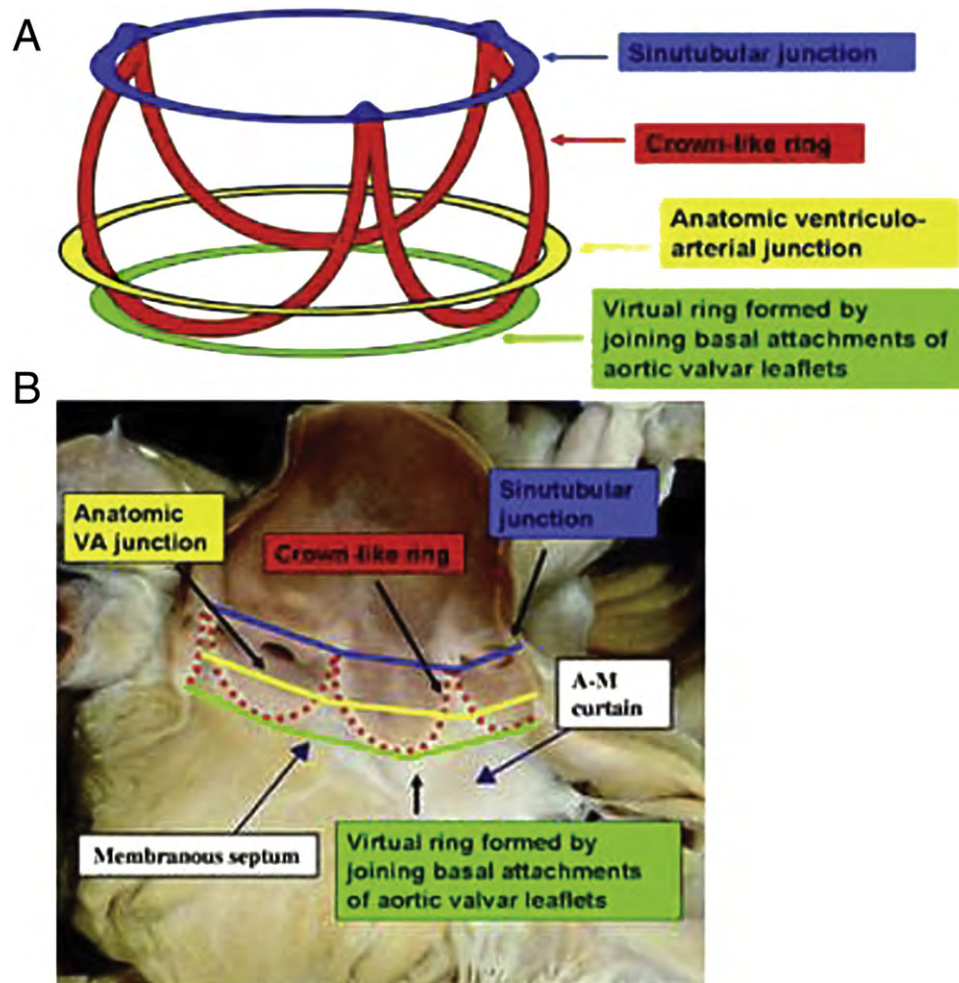 A
Sinutubular junction
Crown-like ring
Anatomic ventriculo-
arterial junction
Virtual ring formed by
joining basal attachments of
aortic valvar leaflets
B
Sinutubular
junction
Anatomic
VA junction
Crown-like ring
A-M
curtain
Membranous septum
Virtual ring formed by
joining basal attachments
of aortic valvar leaflets